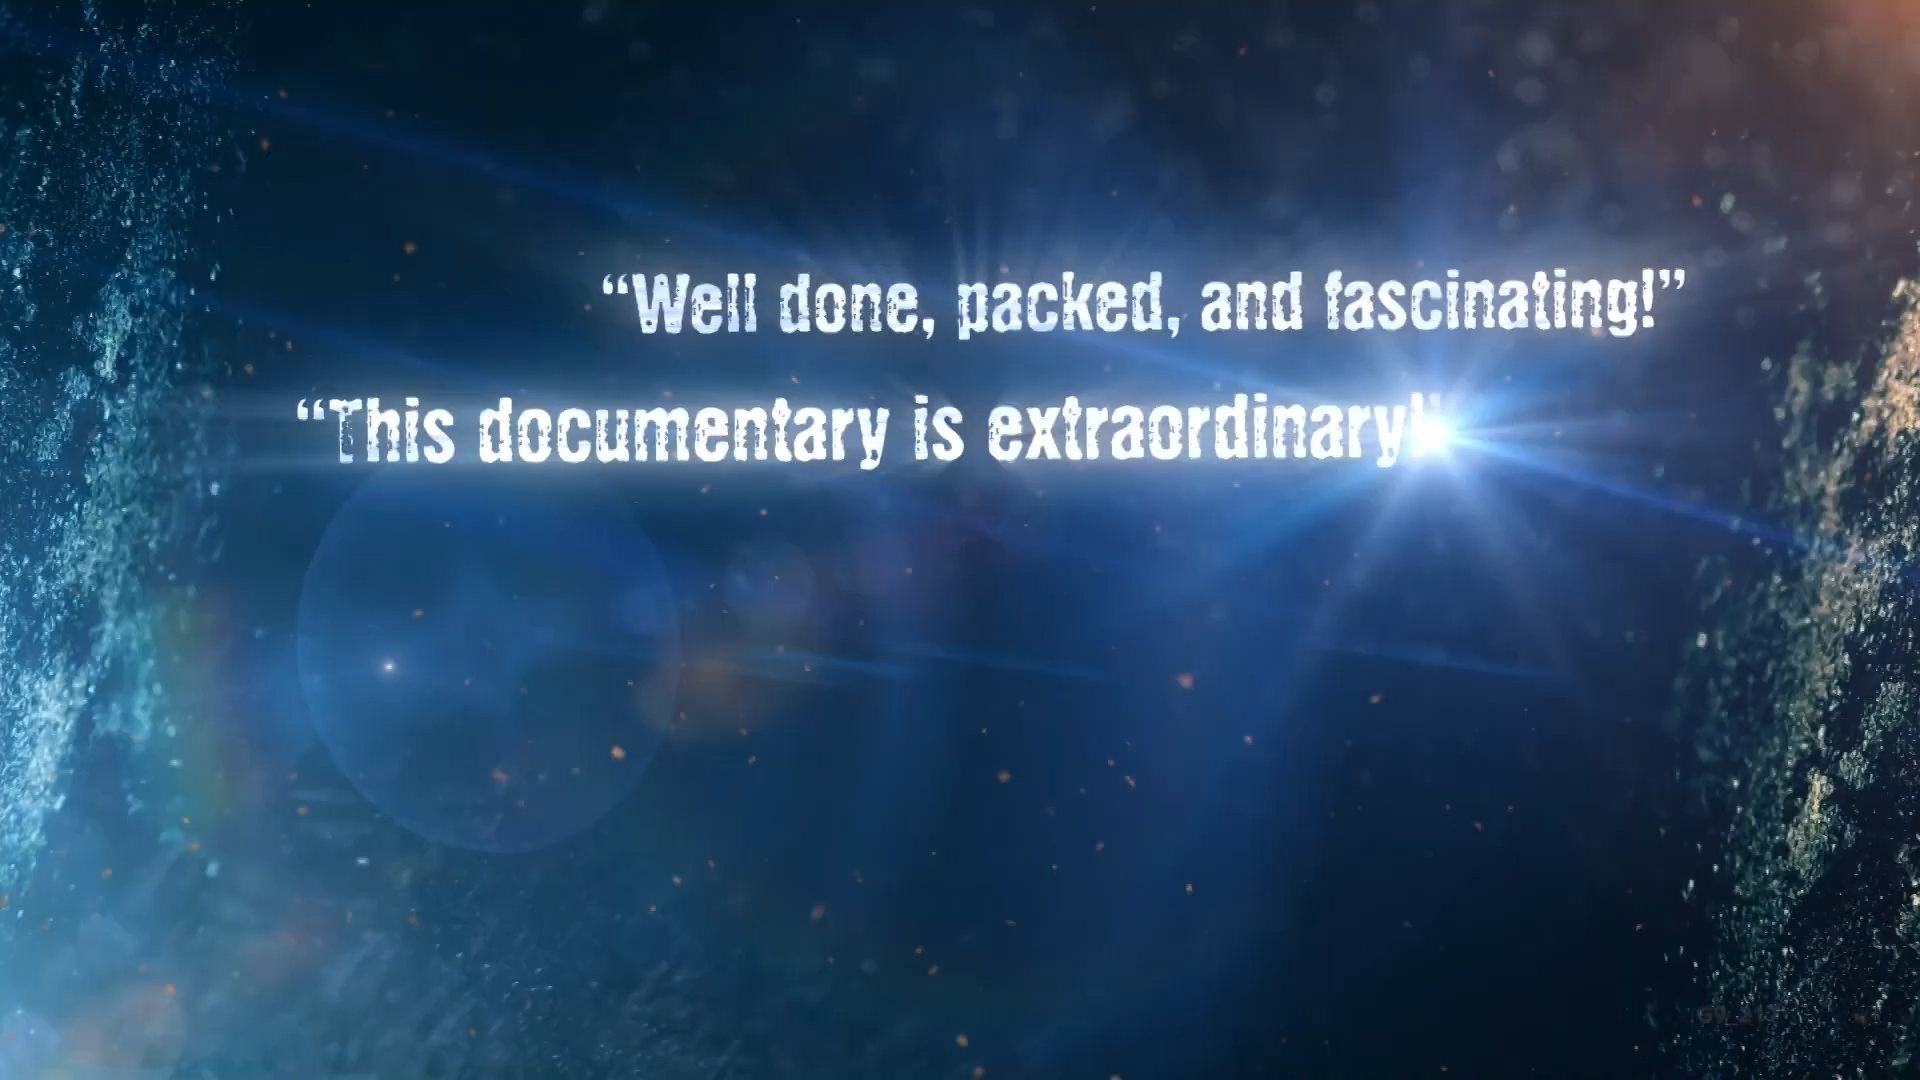 “Well done, packed, and fascinating!”
“This documentary is extraordinary!"